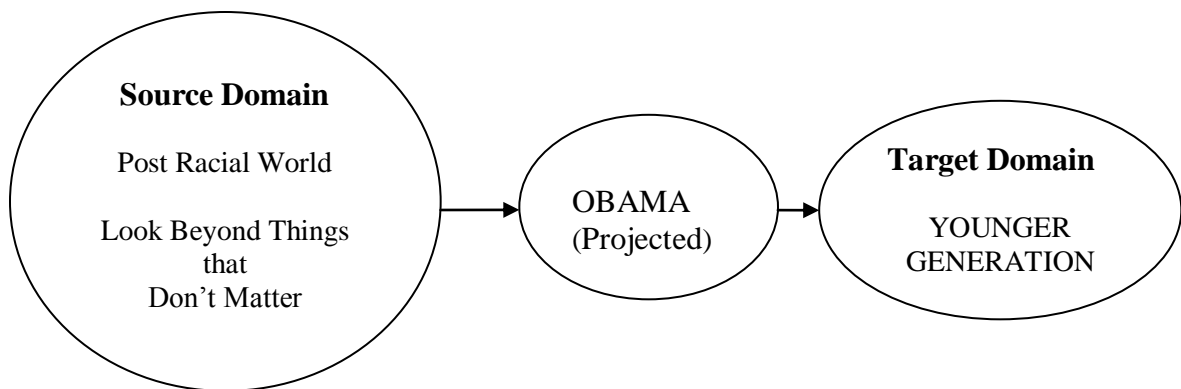 Source Domain
Post Racial World
Look Beyond Things
that
Don’t Matter
OBAMA
(Projected)
Target Domain
YOUNGER
GENERATION